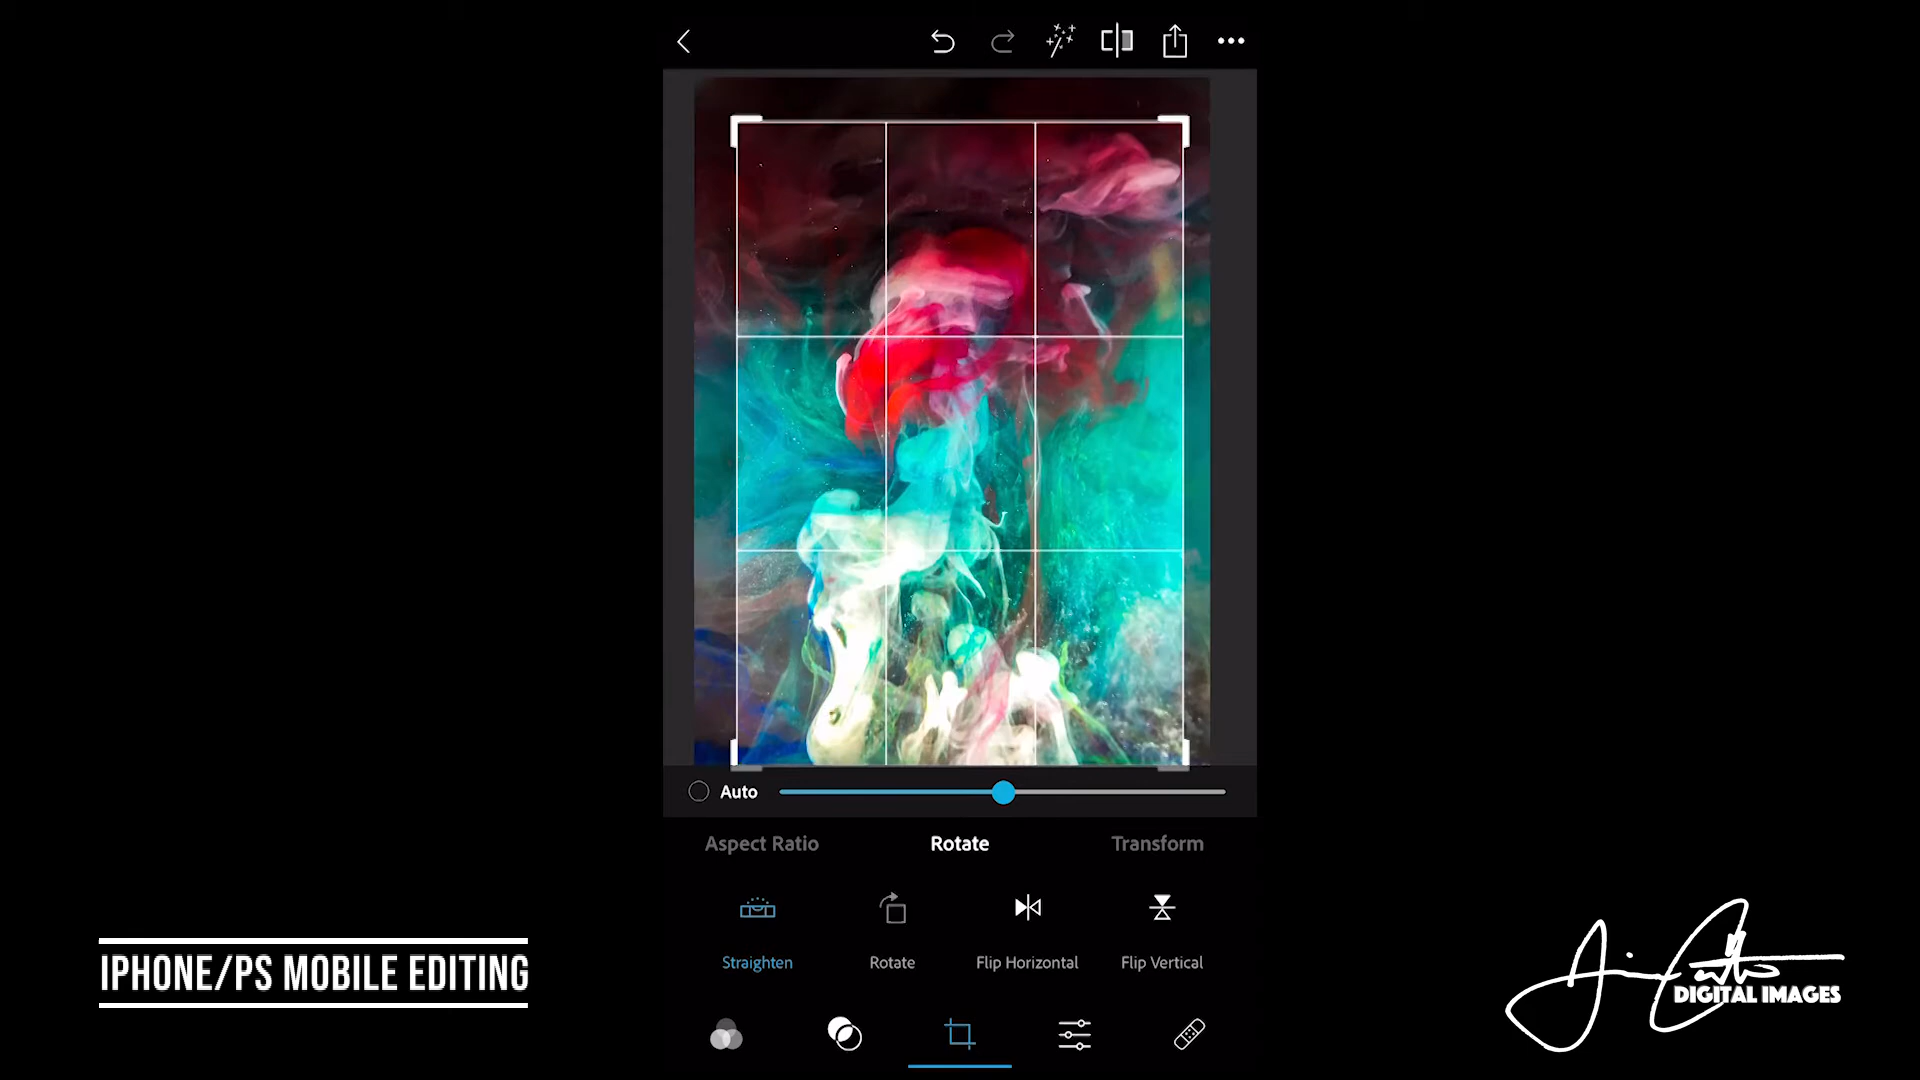 Auto
Aspect Ratio
Rotate
Transform
Straighten
Rotate
Flip Horizontal
Flip Vertical
IPHONE/PS MOBILE EDITING
DIGITAL IMAGES